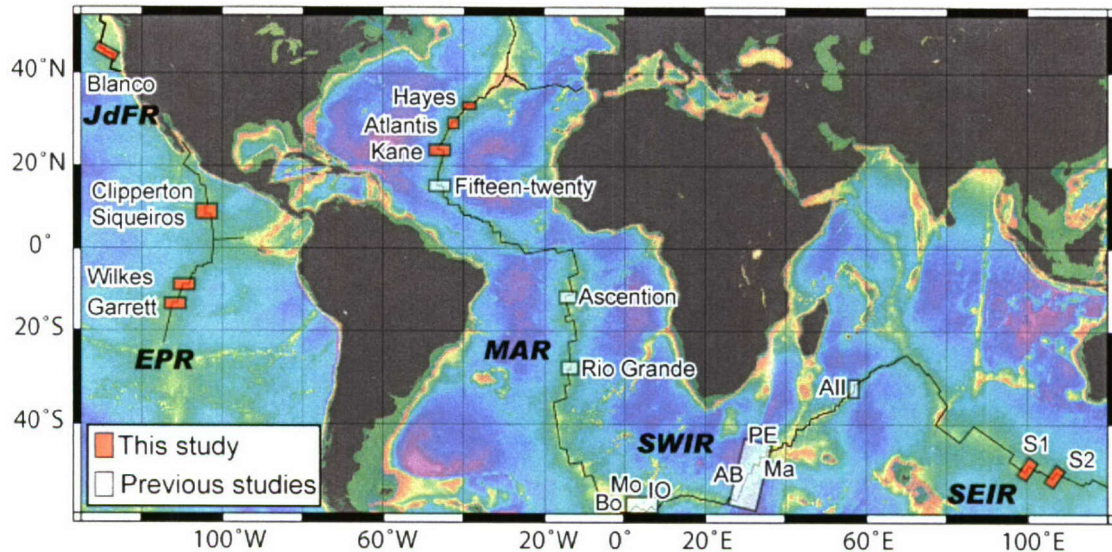 40°N
20°N
0°
20°S
40°S
Blanco
JdFR
Hayes
Atlantis
Kane
Fifteen-twenty
Clipperton
Siqueiros
Wilkes
Garrett
EPR
MAR
Ascention
Rio Grande
AII
SWIR
PE
AB
Ma
Mo
IO
Bo
S1
S2
SEIR
This study
Previous studies
100°W
60°W
40°W
20°W
0°
20°E
60°E
80°E
100°E